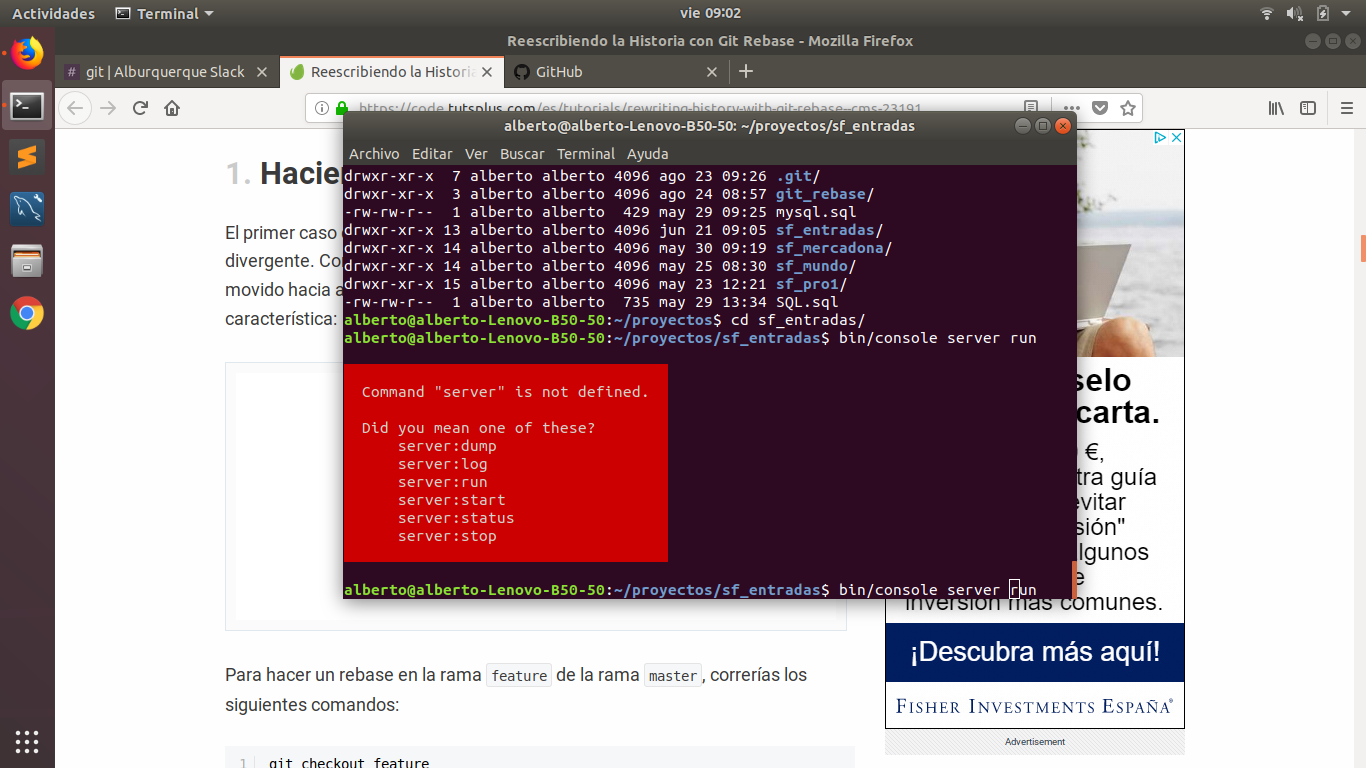 Actividades
Terminal
vie 09:02
Reescribiendo la Historia con Git Rebase - Mozilla Firefox
git | Alburquerque Slack
Reescribiendo la Historia
GitHub
https://code.tutsplus.com/es/tutorials/rewriting-history-with-git-rebase--cms-23191
alberto@alberto-Lenovo-B50-50: ~/proyectos/sf_entradas
Archivo Editar Ver Buscar Terminal Ayuda
drwxr-xr-x  7 alberto alberto 4096 ago 23 09:26 .git/
drwxr-xr-x  3 alberto alberto 4096 ago 24 08:57 git_rebase/
-rw-rw-r--  1 alberto alberto  429 may 29 09:25 mysql.sql
drwxr-xr-x 13 alberto alberto 4096 jun 21 09:05 sf_entradas/
drwxr-xr-x 14 alberto alberto 4096 may 30 09:19 sf_mercadona/
drwxr-xr-x 14 alberto alberto 4096 may 25 08:30 sf_mundo/
drwxr-xr-x 15 alberto alberto 4096 may 23 12:21 sf_pro1/
-rw-rw-r--  1 alberto alberto  735 may 29 13:34 SQL.sql
alberto@alberto-Lenovo-B50-50:~/proyectos$ cd sf_entradas/
alberto@alberto-Lenovo-B50-50:~/proyectos/sf_entradas$ bin/console server run
Command "server" is not defined.
Did you mean one of these?
server:dump
server:log
server:run
server:start
server:status
server:stop
alberto@alberto-Lenovo-B50-50:~/proyectos/sf_entradas$ bin/console server run
1. Hacie
El primer caso
divergente. Co
movido hacia a
característica:
Para hacer un rebase en la rama feature de la rama master, correrías los
siguientes comandos:
1 git checkout feature
selo
carta.
€,
tra guía
evitar
sión"
lgunos
e
inversión más comunes.
¡Descubra más aquí!
FISHER INVESTMENTS ESPAÑA®
Advertisement